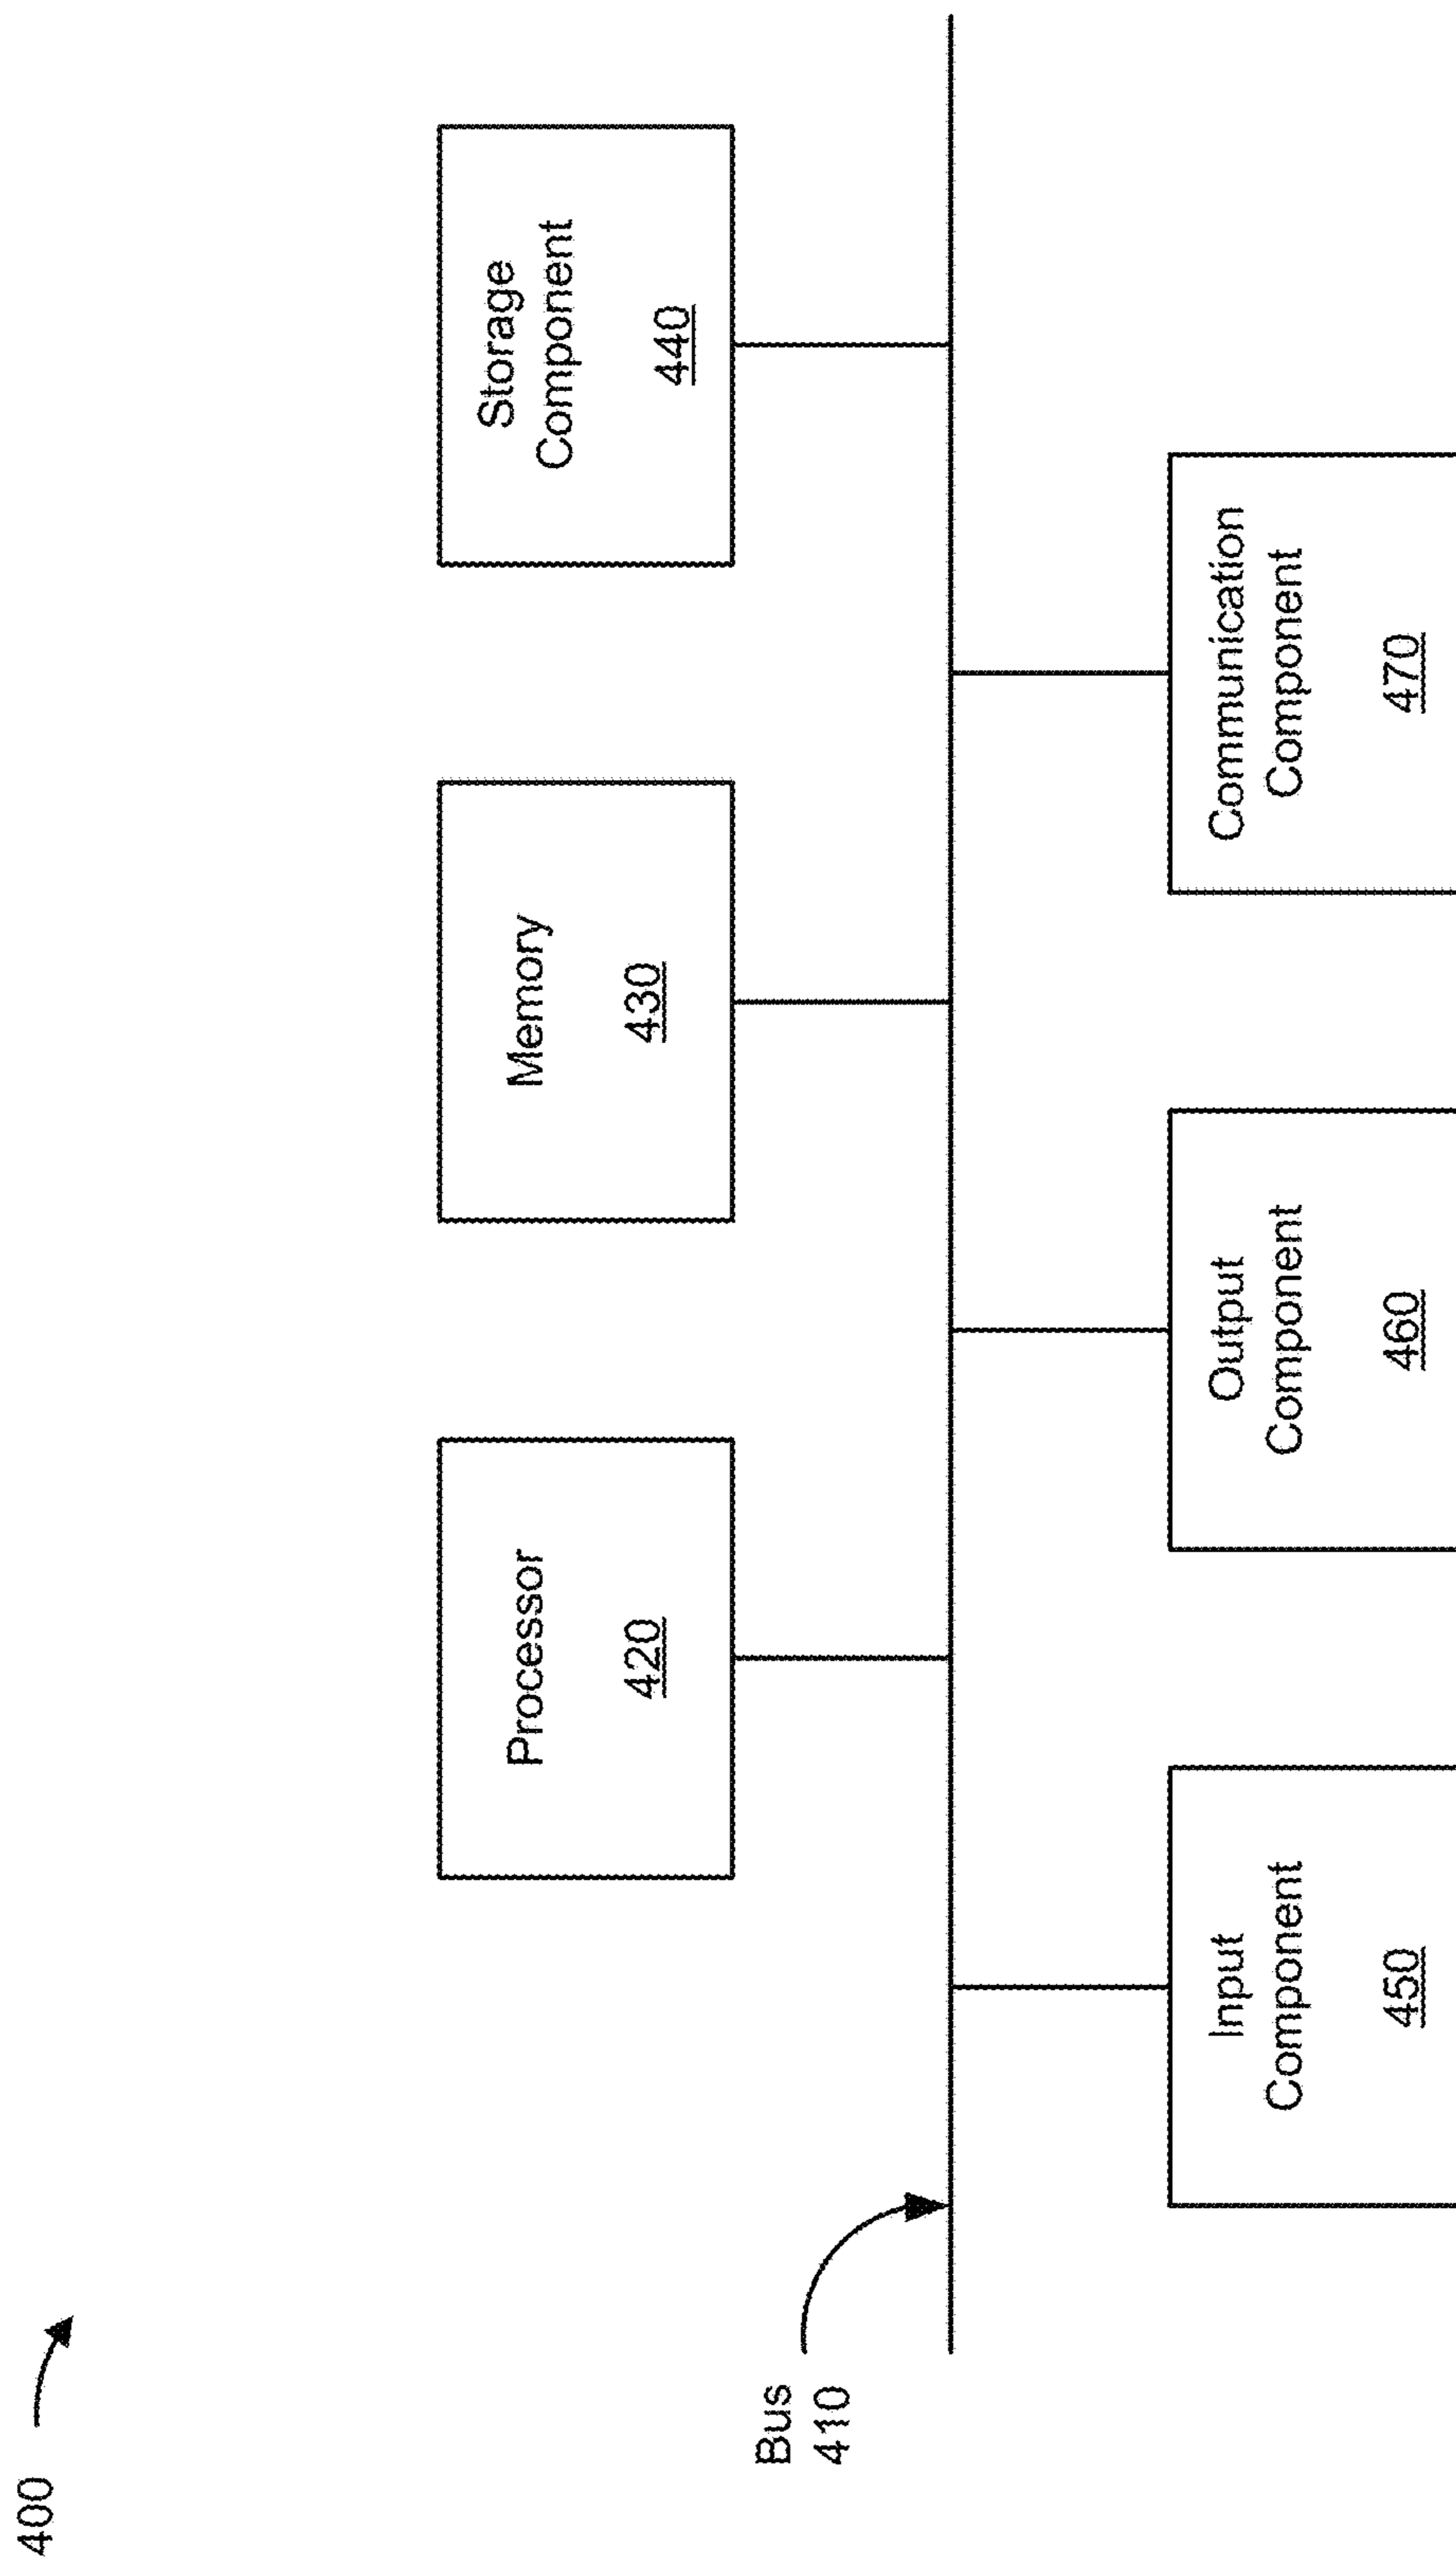 400
Processor
420
Memory
430
Storage
Component
440
Bus
410
Input
Component
450
Output
Component
460
Communication
Component
470